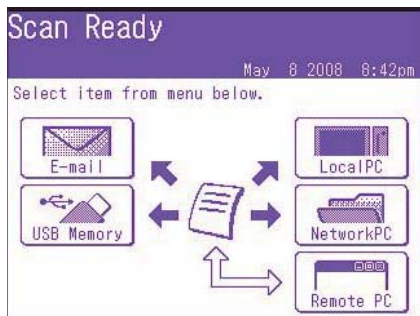 Scan Ready
May 8 2008 8:42pm
Select item from menu below.
E-mail
LocalPC
USB Memory
NetworkPC
Remote PC